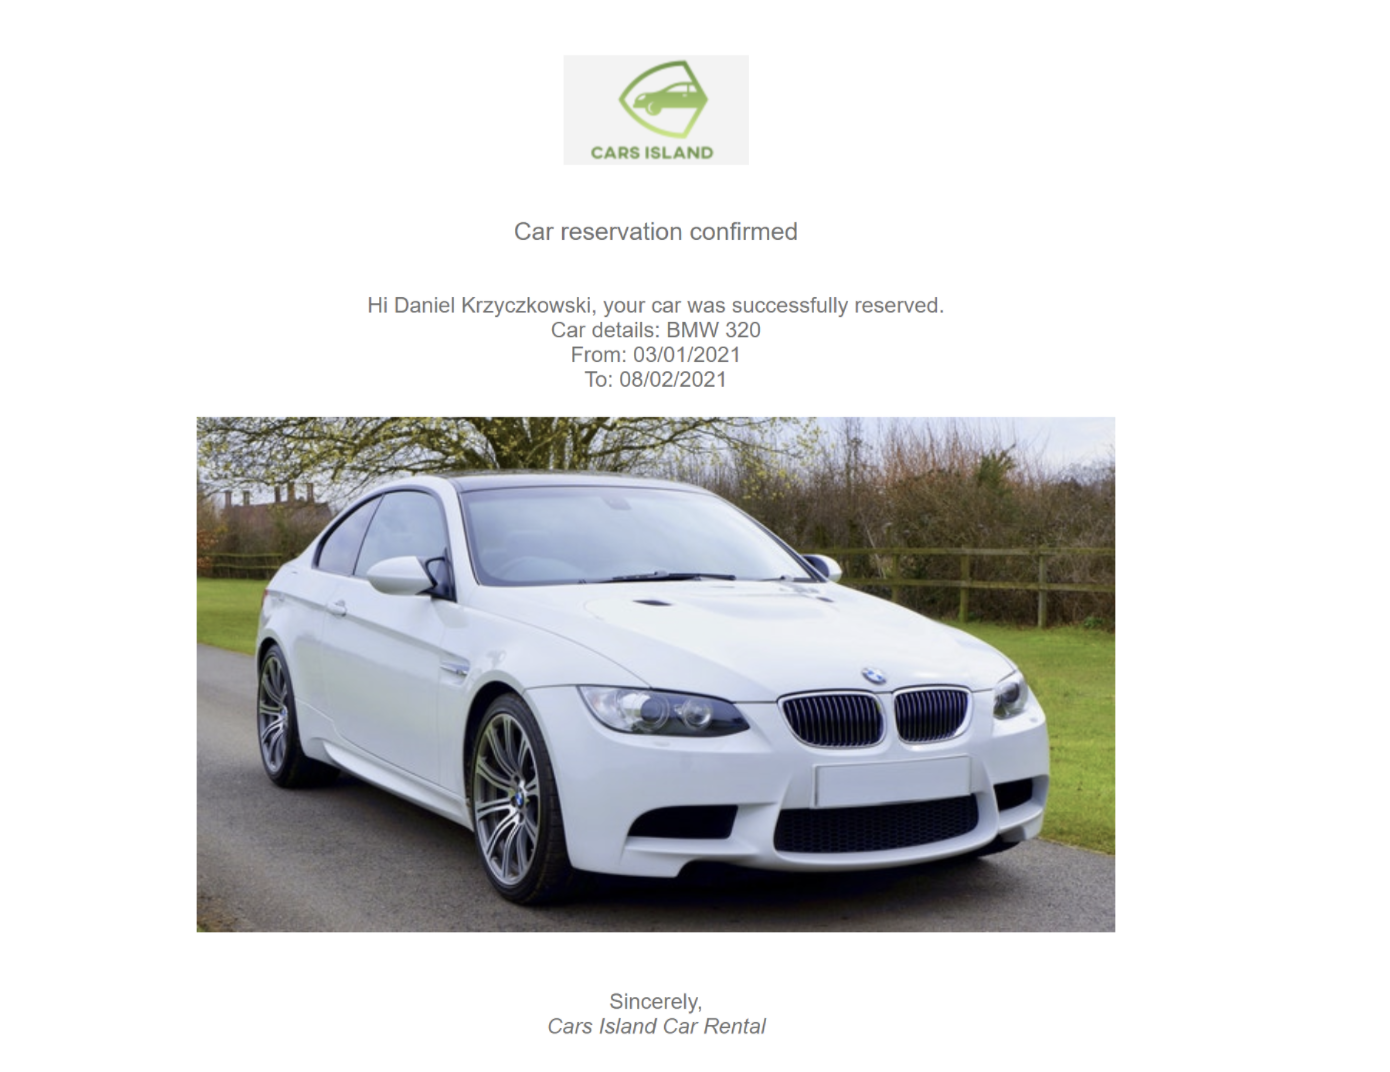 CARS ISLAND
Car reservation confirmed
Hi Daniel Krzyczkowski, your car was successfully reserved.
Car details: BMW 320
From: 03/01/2021
To: 08/02/2021
Sincerely,
Cars Island Car Rental